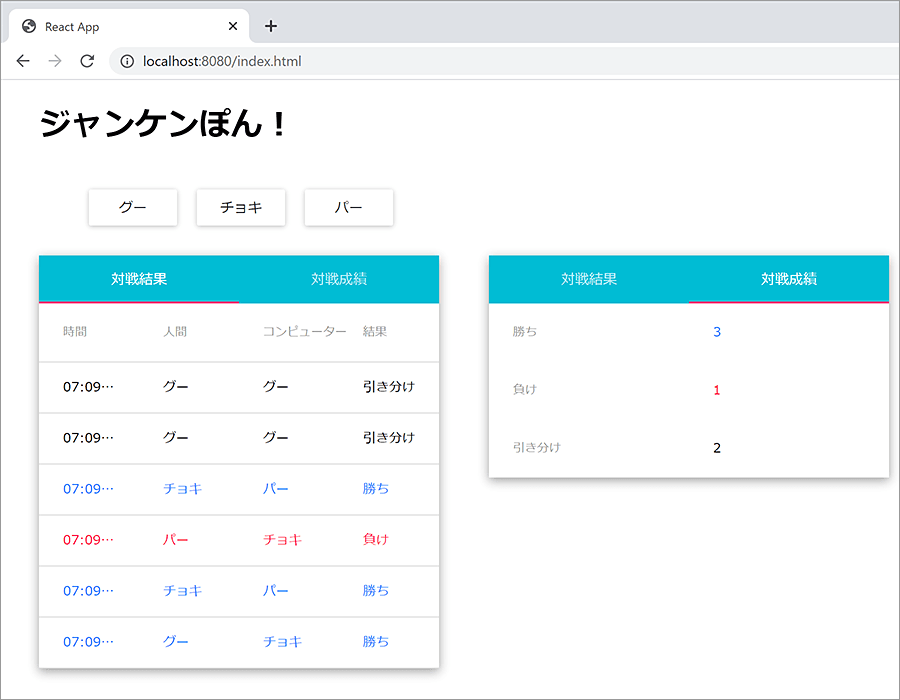 React App
localhost:8080/index.html
ジャンケンぽん！
グー チョキ パー
対戦結果 対戦成績
時間 人間 コンピューター 結果
07:09… グー グー 引き分け
07:09… グー グー 引き分け
07:09… チョキ パー 勝ち
07:09… パー チョキ 負け
07:09… チョキ パー 勝ち
07:09… グー チョキ 勝ち
対戦結果 対戦成績
勝ち 3
負け 1
引き分け 2